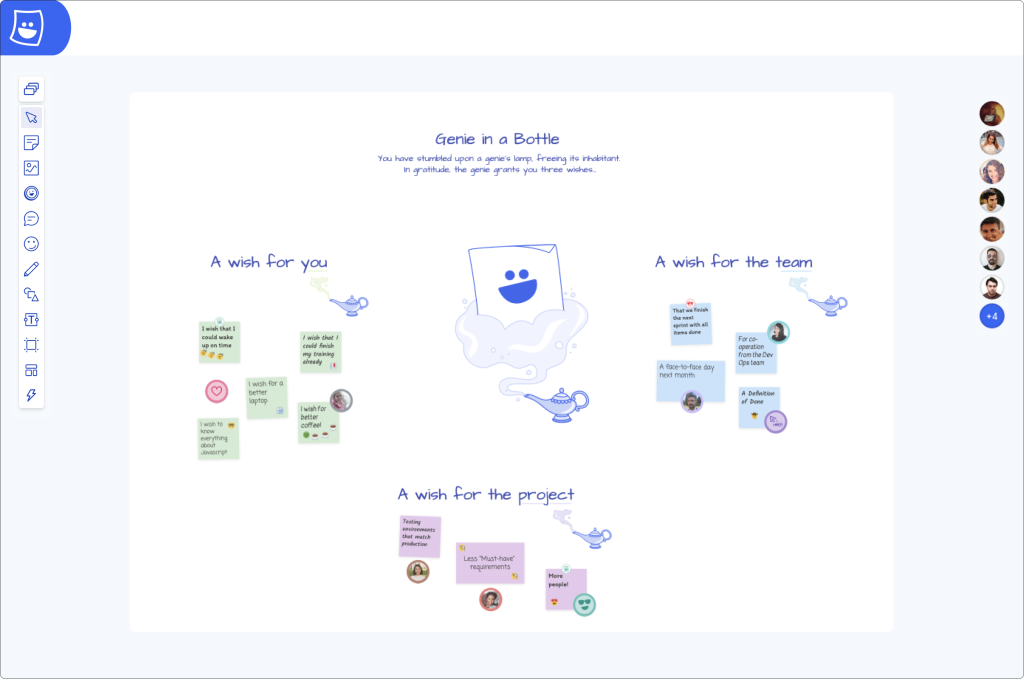 Genie in a Bottle
You have stumbled upon a genie's lamp, freeing its inhabitant.
In gratitude, the genie grants you three wishes...
A wish for you
I wish that I
could wake
up on time
I wish that I
could finish
my training
already
I wish for a
better
laptop
I wish for
better
coffee!
I wish to
know
everything
about
Javascript
A wish for the team
That we finish
the next
sprint with all
items done
For co-
operation
from the Dev
Ops team
A face-to-face day
next month
A Definition
of Done
A wish for the project
Testing
environments
that match
production
Less "Must-have"
requirements
More
people!
+4